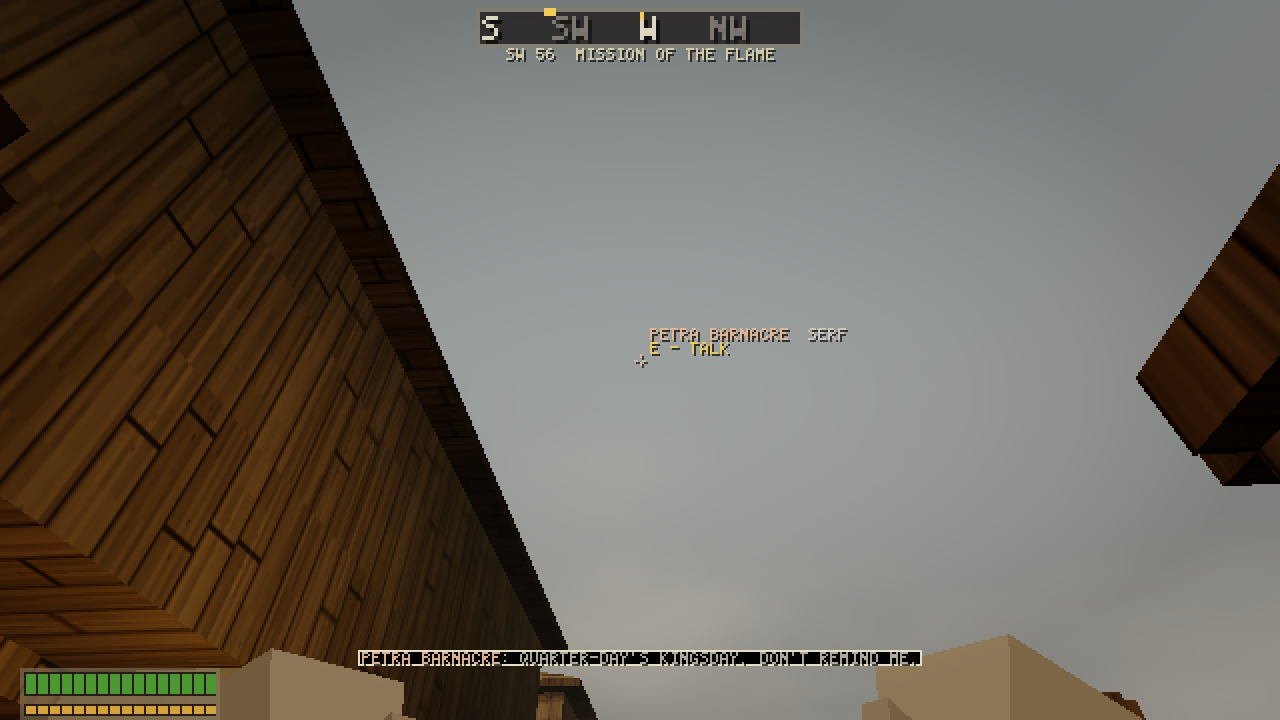 S SW W NW
SW 56 MISSION OF THE FLAME
PETRA BARNACRE SERF
E - TALK
PETRA BARNACRE: QUARTER-DAY'S KINGSDAY. DON'T REMIND ME.